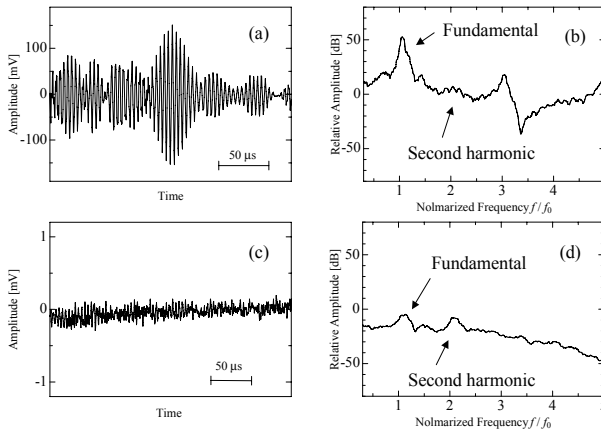 (a)
100
0
-100
Amplitude [mV]
50 µs
Time
(b)
Fundamental
50
0
-50
Relative Amplitude [dB]
Second harmonic
1 2 3 4
Nolmarized Frequency f / f0
(c)
1
0
-1
Amplitude [mV]
50 µs
Time
(d)
Fundamental
50
0
-50
Relative Amplitude [dB]
Second harmonic
1 2 3 4
Nolmarized Frequency f / f0